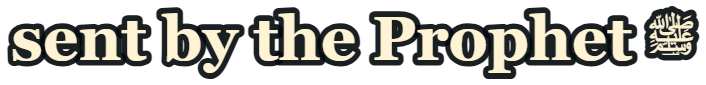 sent by the Prophet ﷺ